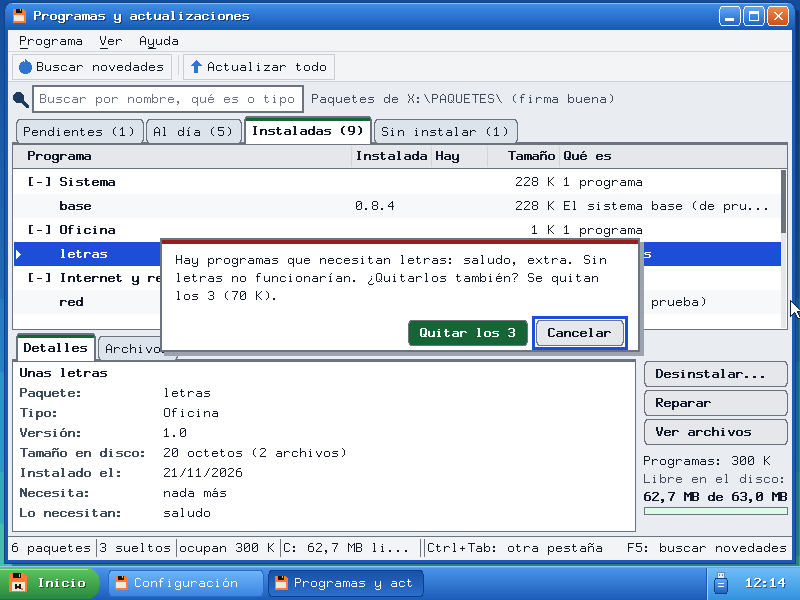 Programas y actualizaciones
Programa Ver Ayuda
Buscar novedades Actualizar todo
Buscar por nombre, qué es o tipo Paquetes de X:\PAQUETES\ (firma buena)
Pendientes (1) Al día (5) Instaladas (9) Sin instalar (1)
Programa Instalada Hay Tamaño Qué es
[-] Sistema 228 K 1 programa
base 0.8.4 228 K El sistema base (de pru...
[-] Oficina 1 K 1 programa
letras s
[-] Internet y re
red prueba)
Hay programas que necesitan letras: saludo, extra. Sin
letras no funcionarían. ¿Quitarlos también? Se quitan
los 3 (70 K).
Quitar los 3 Cancelar
Detalles Archivo
Unas letras
Paquete: letras
Tipo: Oficina
Versión: 1.0
Tamaño en disco: 20 octetos (2 archivos)
Instalado el: 21/11/2026
Necesita: nada más
Lo necesitan: saludo
Desinstalar...
Reparar
Ver archivos
Programas: 300 K
Libre en el disco:
62,7 MB de 63,0 MB
6 paquetes 3 sueltos ocupan 300 K C: 62,7 MB li... Ctrl+Tab: otra pestaña F5: buscar novedades
Inicio Configuración Programas y act 12:14